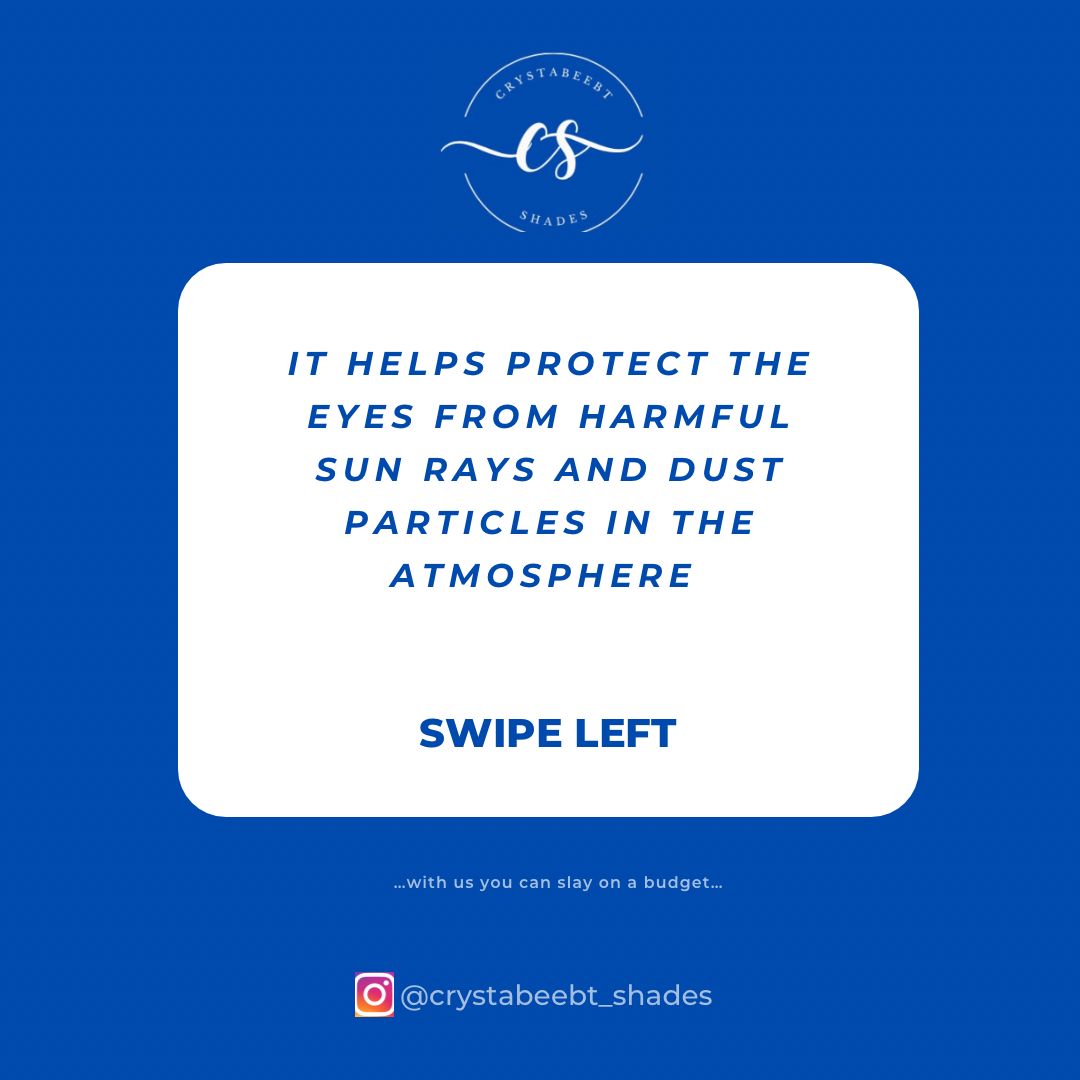 CRYSTABEEBT
CS
SHADES
IT HELPS PROTECT THE
EYES FROM HARMFUL
SUN RAYS AND DUST
PARTICLES IN THE
ATMOSPHERE
SWIPE LEFT
...with us you can slay on a budget...
@crystabeebt_shades